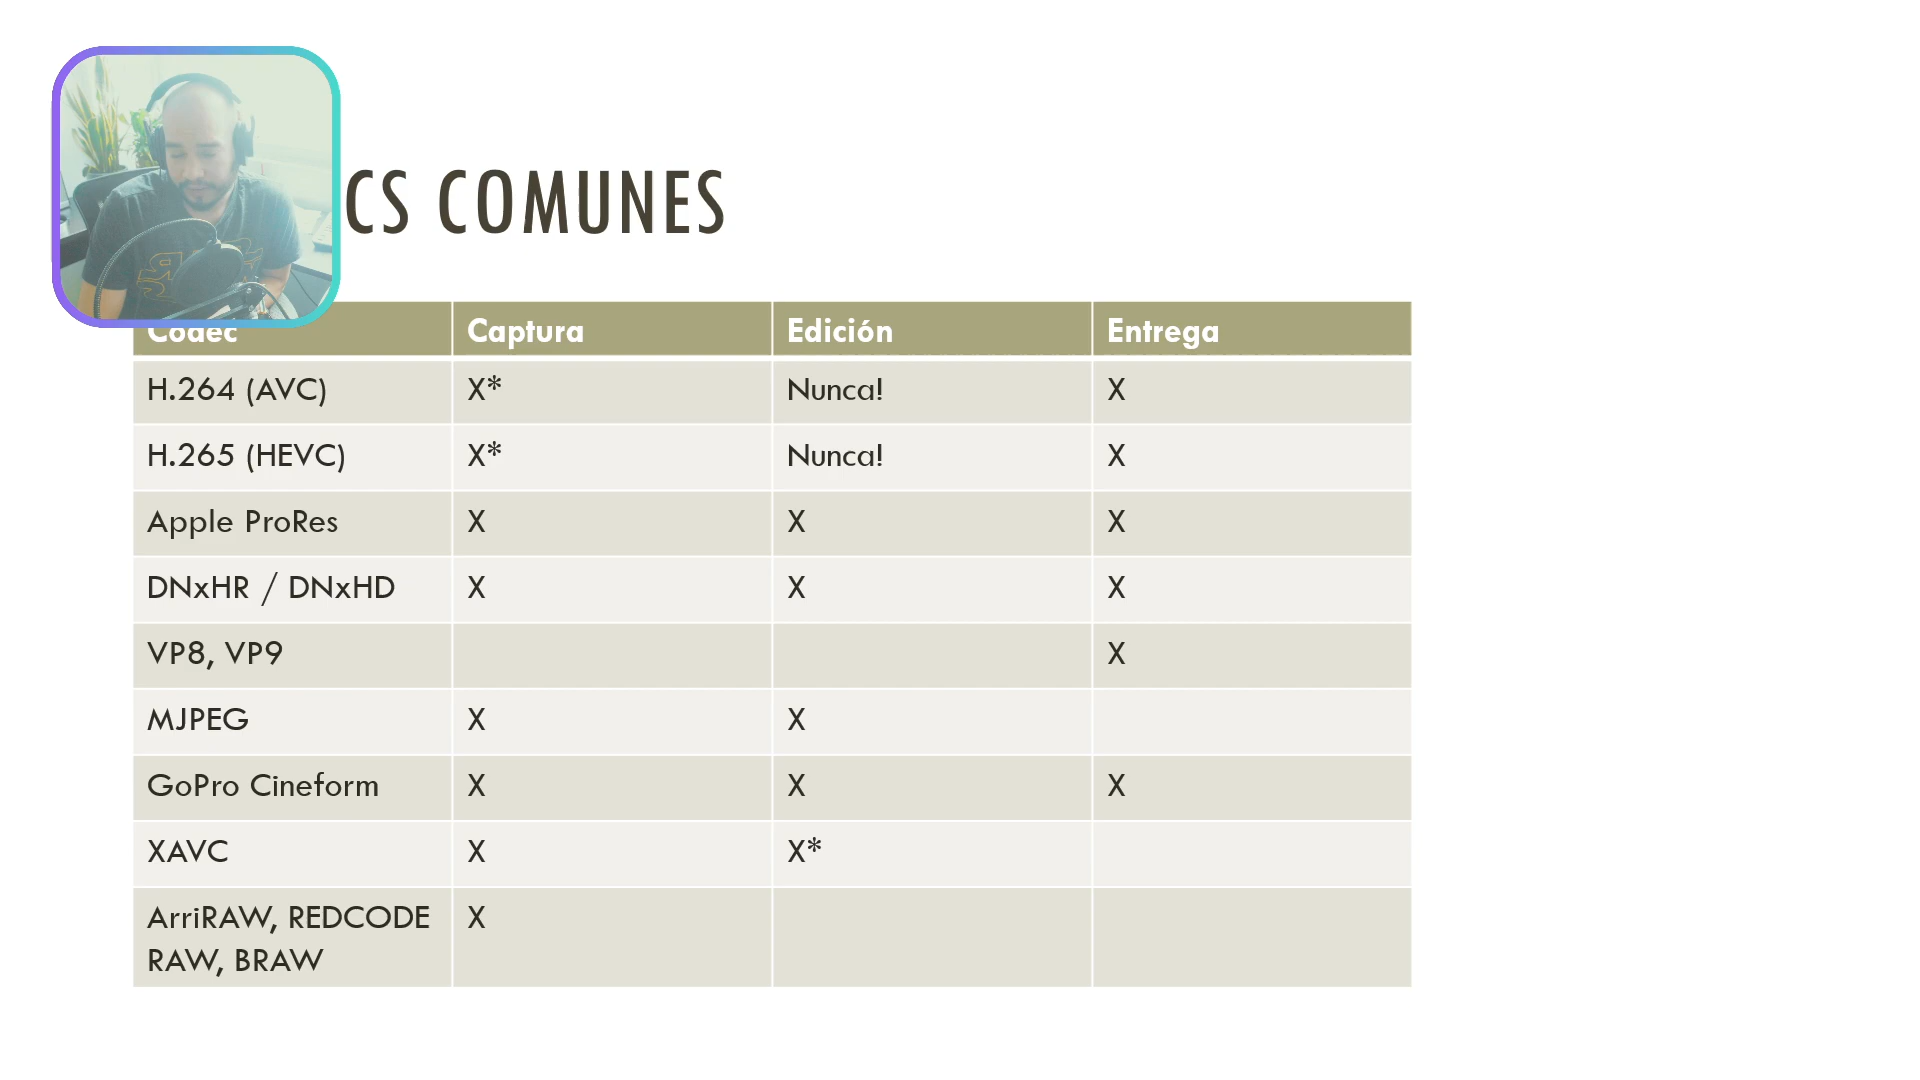 CS COMUNES
Codec Captura Edición Entrega
H.264 (AVC) X* Nunca! X
H.265 (HEVC) X* Nunca! X
Apple ProRes X X X
DNxHR / DNxHD X X X
VP8, VP9 X
MJPEG X X
GoPro Cineform X X X
XAVC X X*
ArriRAW, REDCODE X
RAW, BRAW